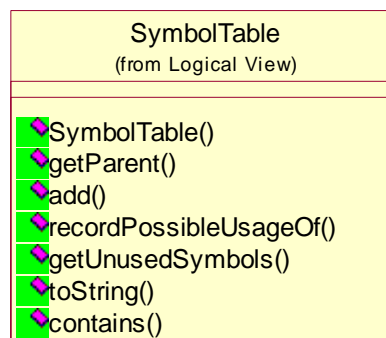 SymbolTable
(from Logical View)
SymbolTable()
getParent()
add()
recordPossibleUsageOf()
getUnusedSymbols()
toString()
contains()